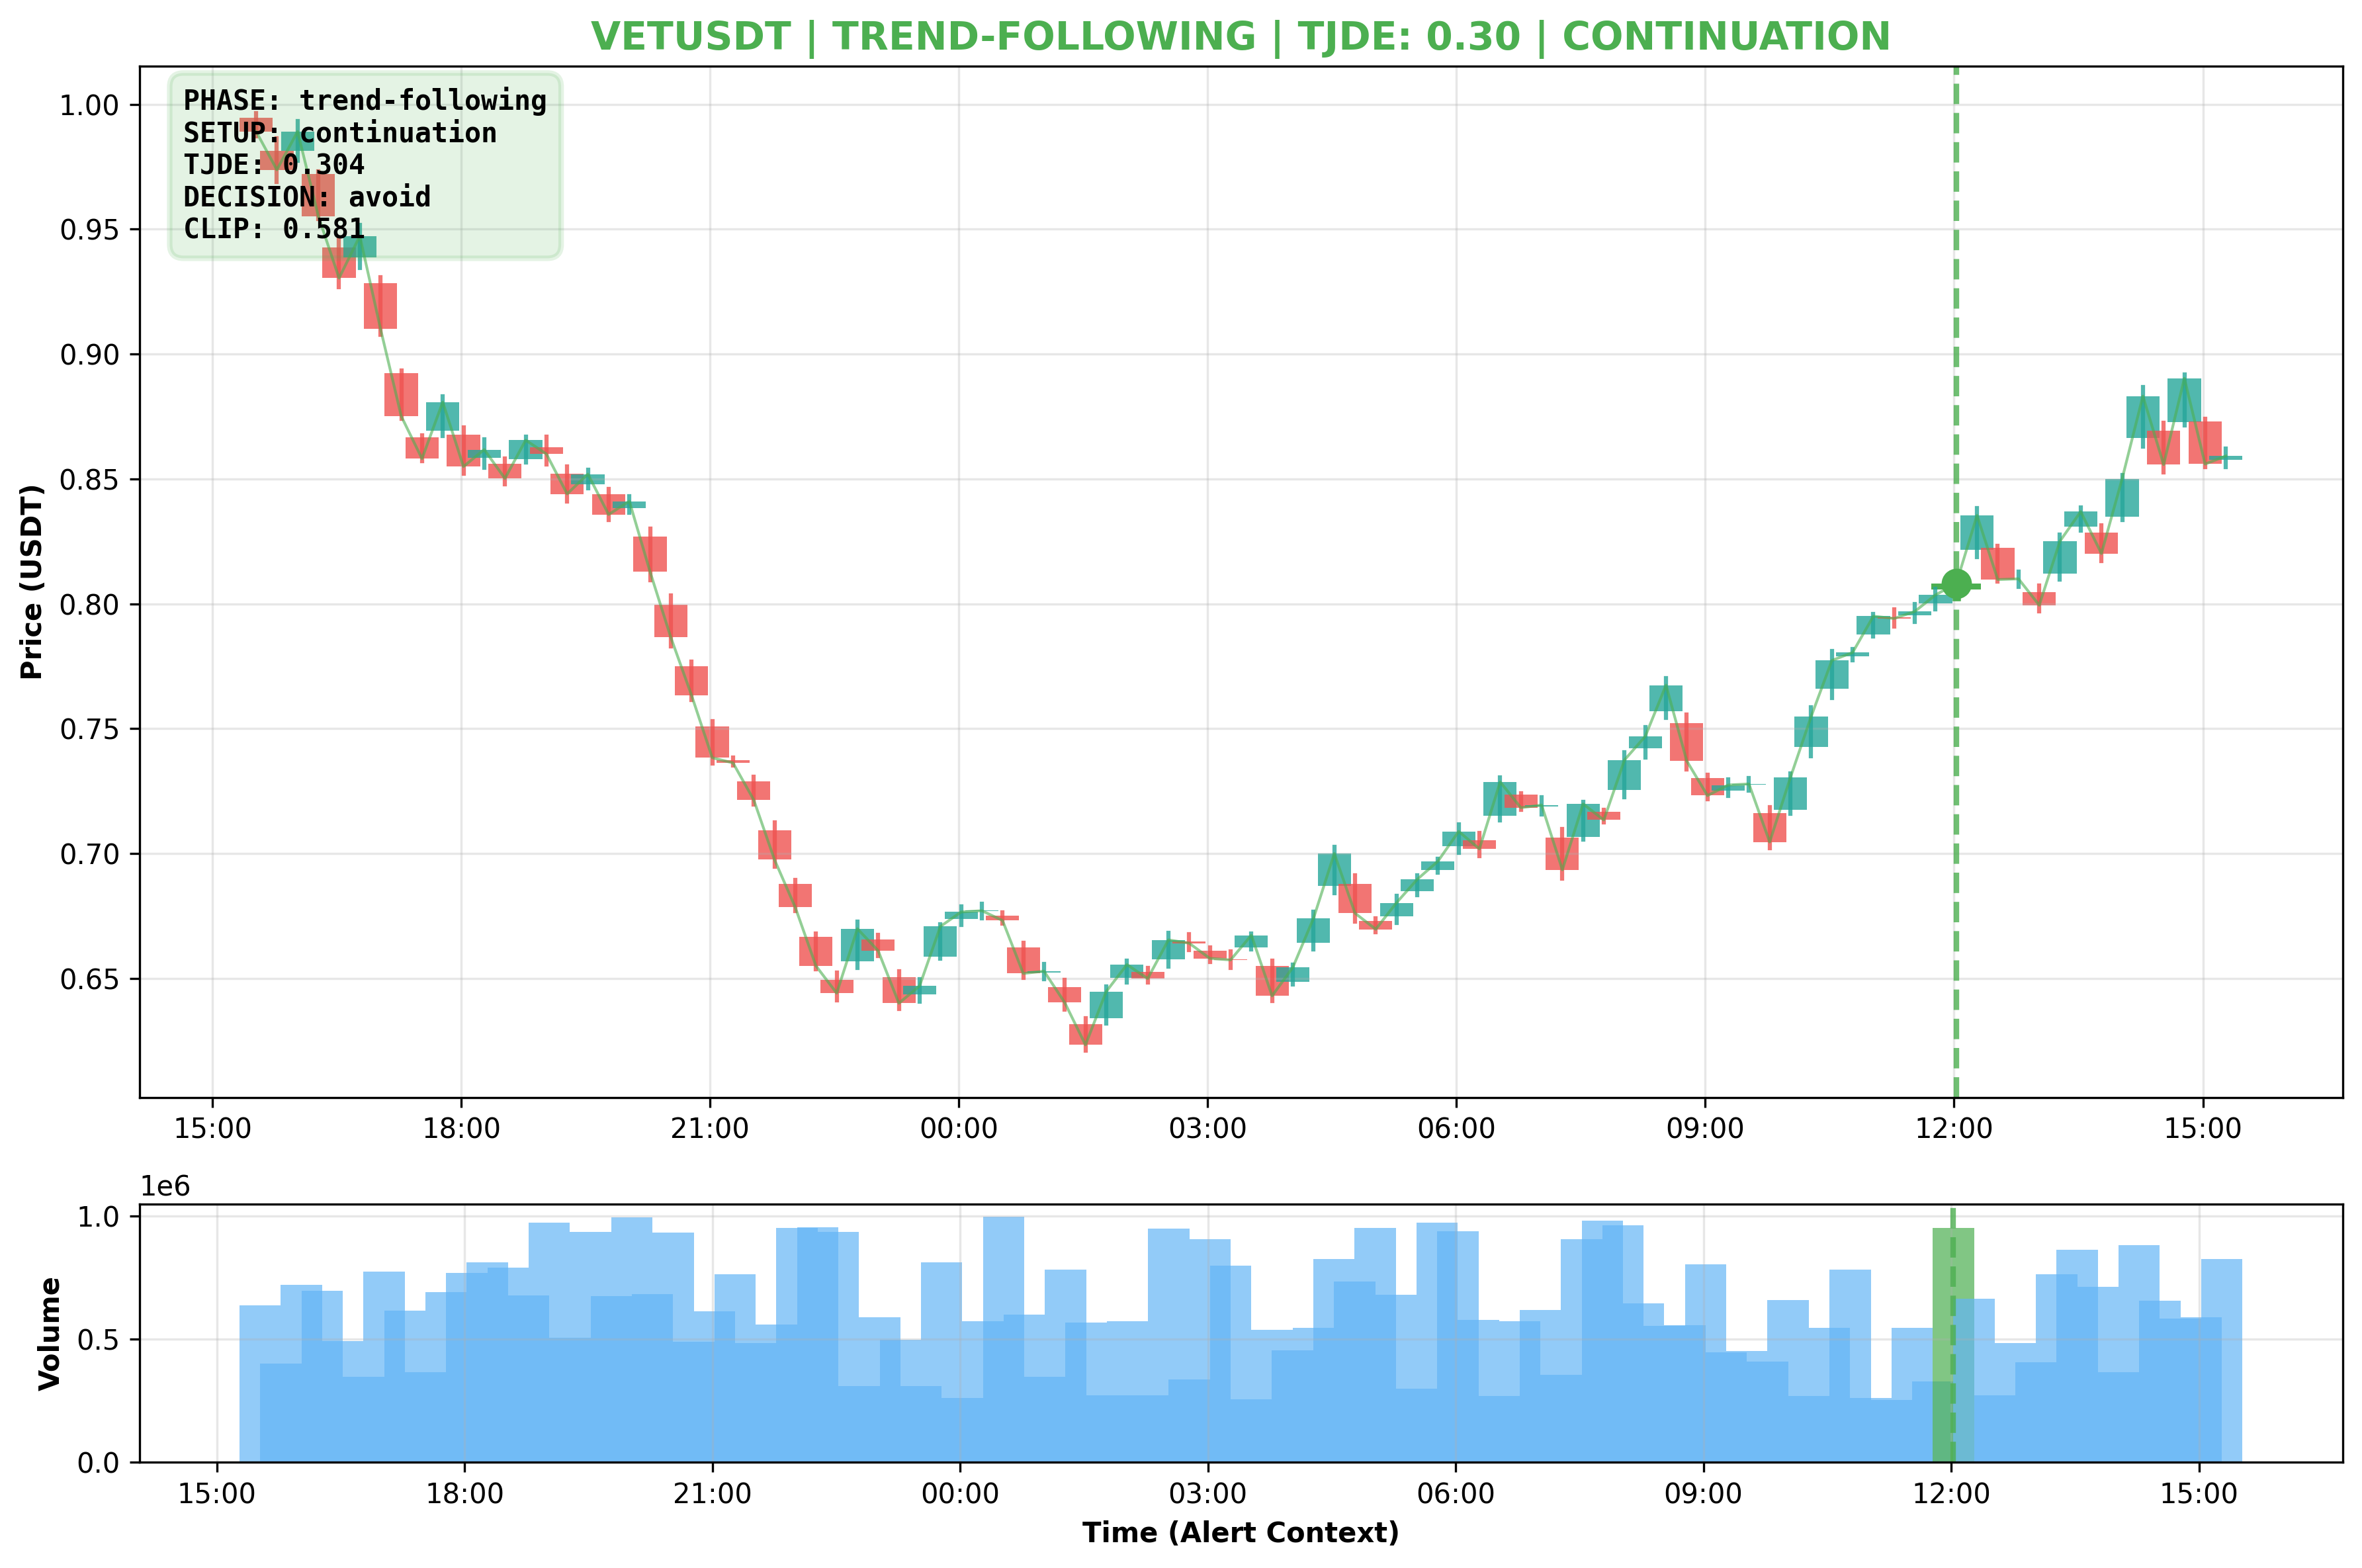 VETUSDT | TREND-FOLLOWING | TJDE: 0.30 | CONTINUATION
PHASE: trend-following
SETUP: continuation
TJDE: 0.304
DECISION: avoid
CLIP: 0.581
Price (USDT)
1.00
0.95
0.90
0.85
0.80
0.75
0.70
0.65
15:00 18:00 21:00 00:00 03:00 06:00 09:00 12:00 15:00
1e6
Volume
1.0
0.5
0.0
15:00 18:00 21:00 00:00 03:00 06:00 09:00 12:00 15:00
Time (Alert Context)